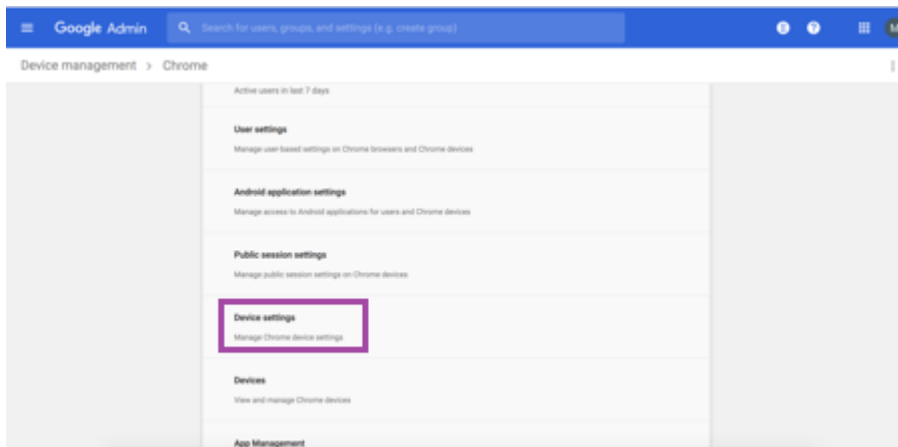 Google Admin
Search for users, groups, and settings (e.g. create group)
Device management > Chrome
Active users in last 7 days
User settings
Manage user-based settings on Chrome browsers and Chrome devices
Android application settings
Manage access to Android applications for users and Chrome devices
Public session settings
Manage public session settings on Chrome devices
Device settings
Manage Chrome device settings
Devices
View and manage Chrome devices
App Management